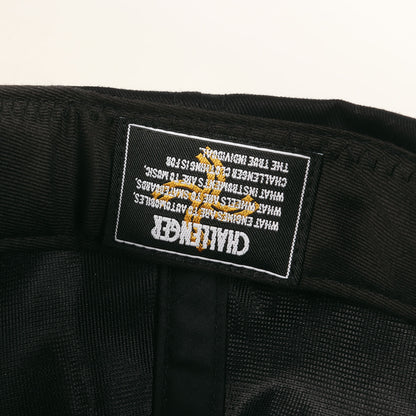 CHALLENGER
WHAT ENGINES ARE TO AUTOMOBILES,
WHAT WHEELS ARE TO SKATEBOARDS,
WHAT INSTRUMENTS ARE TO MUSIC,
CHALLENGER CLOTHING IS FOR
THE TRUE INDIVIDUAL